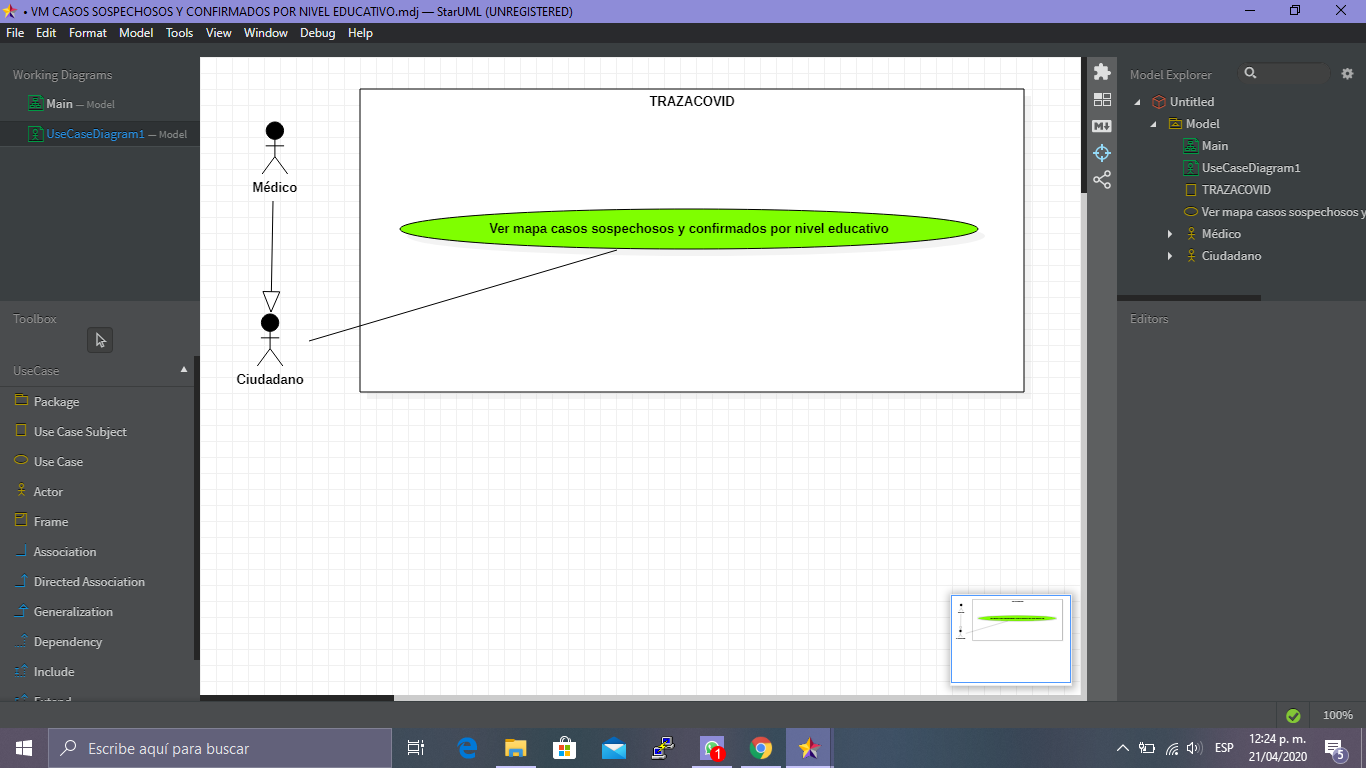 • VM CASOS SOSPECHOSOS Y CONFIRMADOS POR NIVEL EDUCATIVO.mdj — StarUML (UNREGISTERED)
File Edit Format Model Tools View Window Debug Help
Working Diagrams
Main — Model
UseCaseDiagram1 — Model
Toolbox
UseCase
Package
Use Case Subject
Use Case
Actor
Frame
Association
Directed Association
Generalization
Dependency
Include
Extend
TRAZACOVID
Médico
Ver mapa casos sospechosos y confirmados por nivel educativo
Ciudadano
M
Model Explorer
Untitled
Model
Main
UseCaseDiagram1
TRAZACOVID
Ver mapa casos sospechosos y
Médico
Ciudadano
Editors
100%
Escribe aquí para buscar
1
ESP
12:24 p. m.
21/04/2020
5